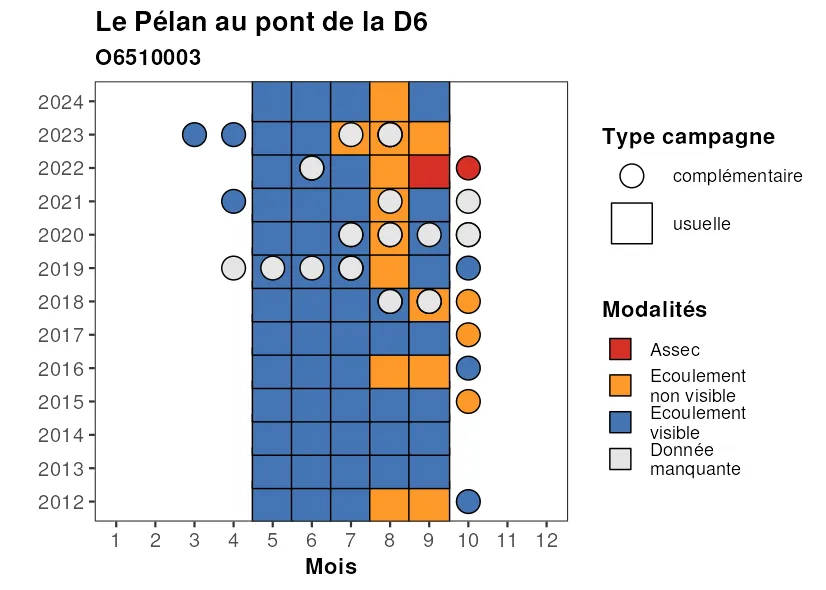 Le Pélan au pont de la D6
O6510003
2024
2023
2022
2021
2020
2019
2018
2017
2016
2015
2014
2013
2012
1 2 3 4 5 6 7 8 9 10 11 12
Mois
Type campagne
complémentaire
usuelle
Modalités
Assec
Ecoulement
non visible
Ecoulement
visible
Donnée
manquante